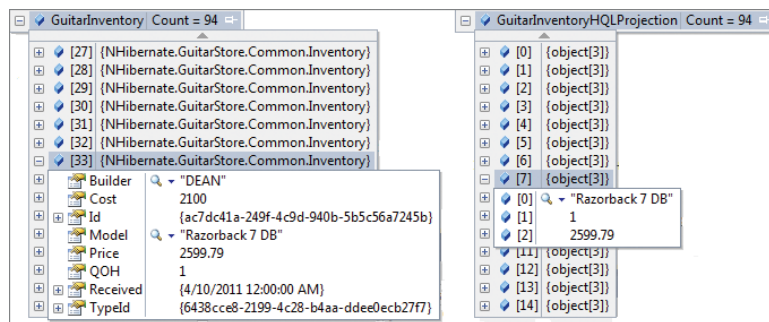 GuitarInventory Count = 94
[27] {NHibernate.GuitarStore.Common.Inventory}
[28] {NHibernate.GuitarStore.Common.Inventory}
[29] {NHibernate.GuitarStore.Common.Inventory}
[30] {NHibernate.GuitarStore.Common.Inventory}
[31] {NHibernate.GuitarStore.Common.Inventory}
[32] {NHibernate.GuitarStore.Common.Inventory}
[33] {NHibernate.GuitarStore.Common.Inventory}
Builder "DEAN"
Cost 2100
Id {ac7dc41a-249f-4c9d-940b-5b5c56a7245b}
Model "Razorback 7 DB"
Price 2599.79
QOH 1
Received {4/10/2011 12:00:00 AM}
TypeId {6438cce8-2199-4c28-b4aa-ddee0ecb27f7}
GuitarInventoryHQLProjection Count = 94
[0] {object[3]}
[1] {object[3]}
[2] {object[3]}
[3] {object[3]}
[4] {object[3]}
[5] {object[3]}
[6] {object[3]}
[7] {object[3]}
[0] "Razorback 7 DB"
[1] 1
[2] 2599.79
[11] {object[3]}
[12] {object[3]}
[13] {object[3]}
[14] {object[3]}